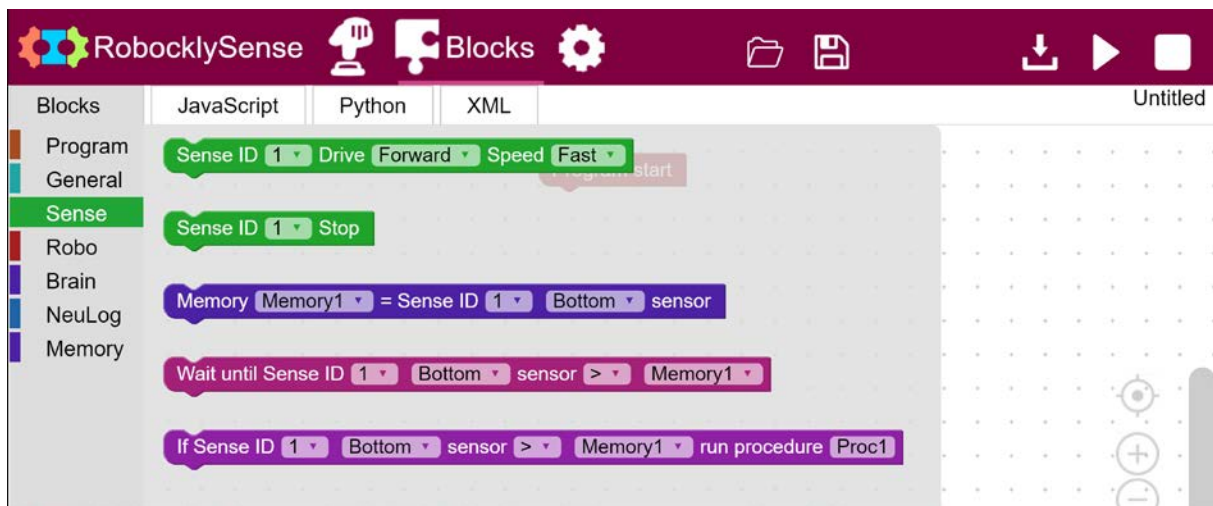 RobocklySense Blocks
Untitled
Blocks JavaScript Python XML
Program
General
Sense
Robo
Brain
NeuLog
Memory
Sense ID 1 Drive Forward Speed Fast
Program start
Sense ID 1 Stop
Memory Memory1 = Sense ID 1 Bottom sensor
Wait until Sense ID 1 Bottom sensor > Memory1
If Sense ID 1 Bottom sensor > Memory1 run procedure Proc1